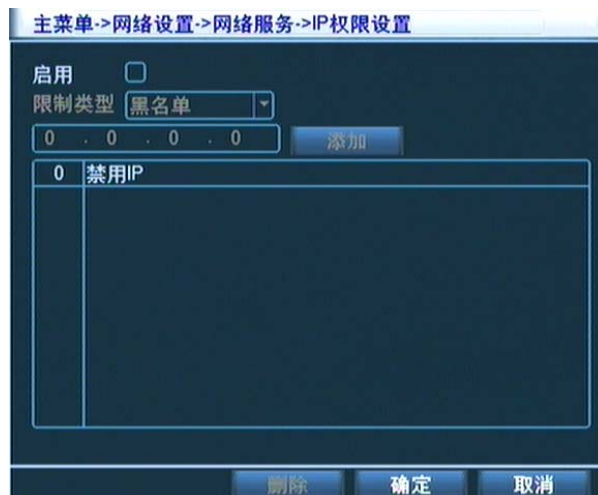 主菜单->网络设置->网络服务->IP权限设置
启用
限制类型 黑名单
0 . 0 . 0 . 0 添加
0 禁用IP
删除 确定 取消